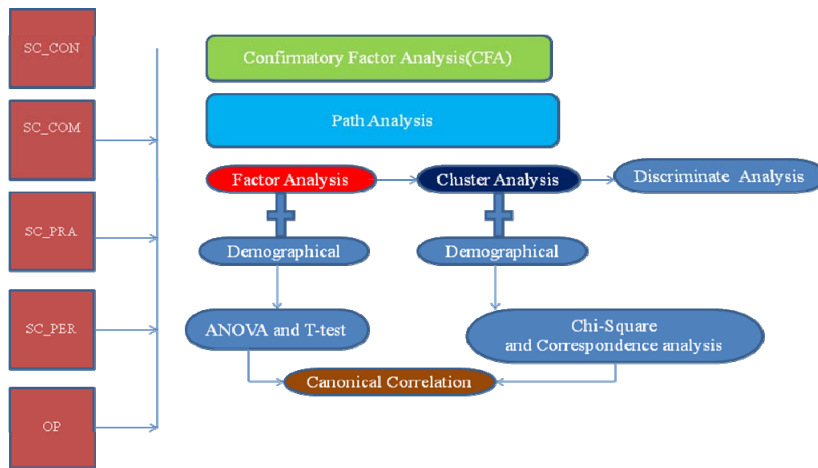 SC_CON
SC_COM
SC_PRA
SC_PER
OP
Confirmatory Factor Analysis(CFA)
Path Analysis
Factor Analysis
Cluster Analysis
Discriminate Analysis
Demographical
Demographical
ANOVA and T-test
Chi-Square
and Correspondence analysis
Canonical Correlation